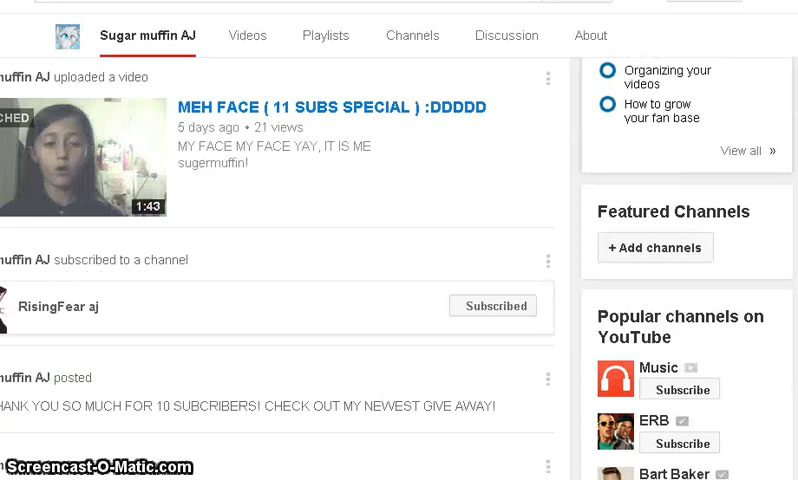 Sugar muffin AJ Videos Playlists Channels Discussion About
muffin AJ uploaded a video
CHED
1:43
MEH FACE ( 11 SUBS SPECIAL ) :DDDDD
5 days ago • 21 views
MY FACE MY FACE YAY, IT IS ME
sugermuffin!
muffin AJ subscribed to a channel
RisingFear aj
Subscribed
muffin AJ posted
HANK YOU SO MUCH FOR 10 SUBCRIBERS! CHECK OUT MY NEWEST GIVE AWAY!
Screencast-O-Matic.com
Organizing your
videos
How to grow
your fan base
View all »
Featured Channels
+ Add channels
Popular channels on
YouTube
Music
Subscribe
ERB
Subscribe
Bart Baker